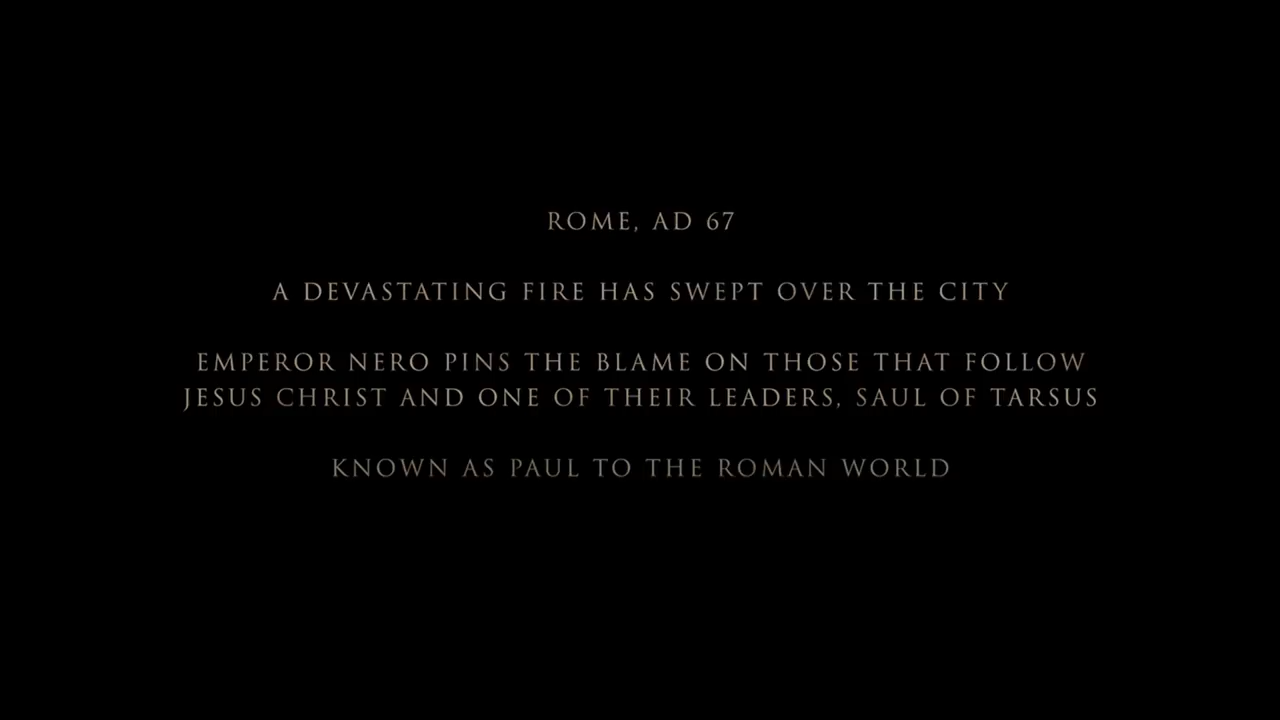 ROME, AD 67
A DEVASTATING FIRE HAS SWEPT OVER THE CITY
EMPEROR NERO PINS THE BLAME ON THOSE THAT FOLLOW
JESUS CHRIST AND ONE OF THEIR LEADERS, SAUL OF TARSUS
KNOWN AS PAUL TO THE ROMAN WORLD